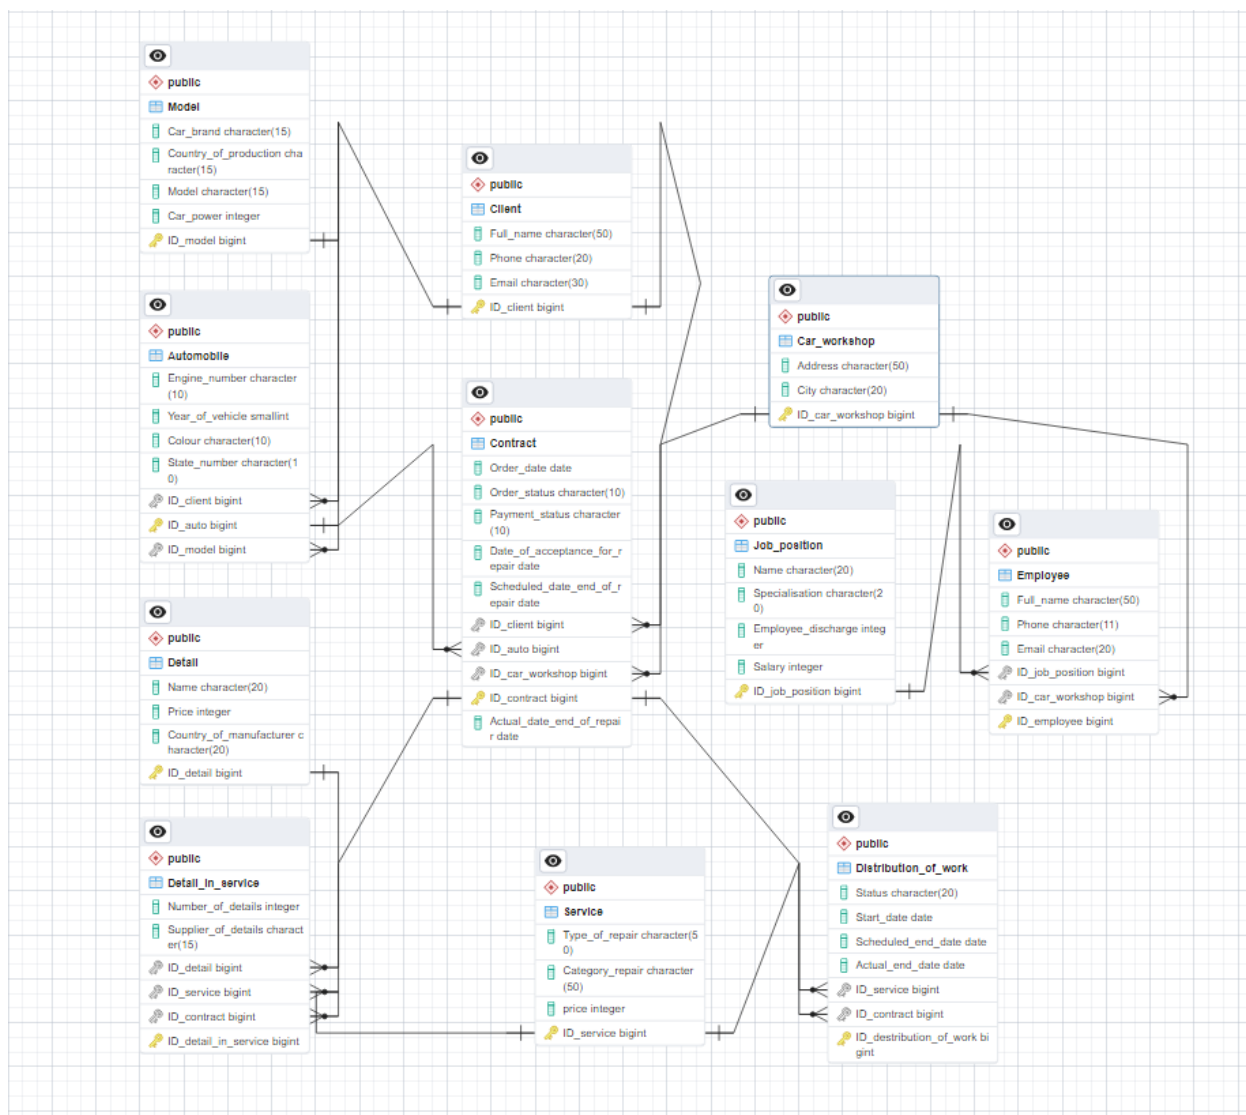 public
Model
Car_brand character(15)
Country_of_production cha
racter(15)
Model character(15)
Car_power integer
ID_model bigint
public
Client
Full_name character(50)
Phone character(20)
Email character(30)
ID_client bigint
public
Car_workshop
Address character(50)
City character(20)
ID_car_workshop bigint
public
Automobile
Engine_number character
(10)
Year_of_vehicle smallint
Colour character(10)
State_number character(1
0)
ID_client bigint
ID_auto bigint
ID_model bigint
public
Contract
Order_date date
Order_status character(10)
Payment_status character
(10)
Date_of_acceptance_for_r
epair date
Scheduled_date_end_of_r
epair date
ID_client bigint
ID_auto bigint
ID_car_workshop bigint
ID_contract bigint
Actual_date_end_of_repai
r date
public
Job_position
Name character(20)
Specialisation character(2
0)
Employee_discharge integ
er
Salary integer
ID_job_position bigint
public
Employee
Full_name character(50)
Phone character(11)
Email character(20)
ID_job_position bigint
ID_car_workshop bigint
ID_employee bigint
public
Detail
Name character(20)
Price integer
Country_of_manufacturer c
haracter(20)
ID_detail bigint
public
Detail_in_service
Number_of_details integer
Supplier_of_details charact
er(15)
ID_detail bigint
ID_service bigint
ID_contract bigint
ID_detail_in_service bigint
public
Service
Type_of_repair character(5
0)
Category_repair character
(50)
price integer
ID_service bigint
public
Distribution_of_work
Status character(20)
Start_date date
Scheduled_end_date date
Actual_end_date date
ID_service bigint
ID_contract bigint
ID_destribution_of_work bi
gint